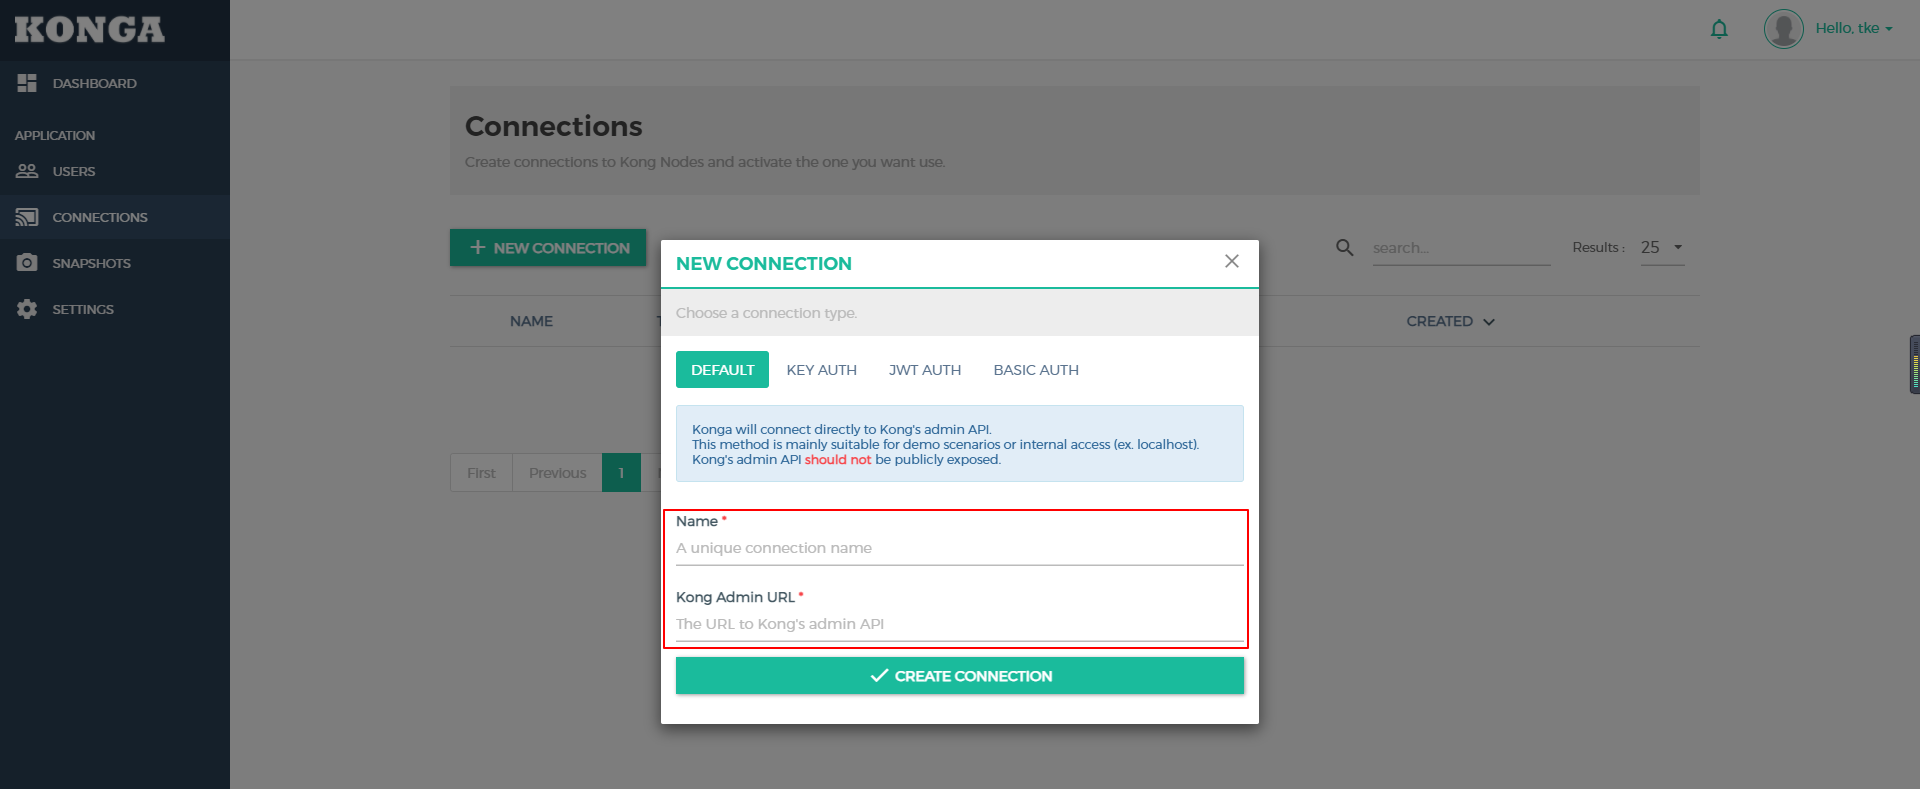 KONGA
Hello, tke
DASHBOARD
APPLICATION
USERS
CONNECTIONS
SNAPSHOTS
SETTINGS
Connections
Create connections to Kong Nodes and activate the one you want use.
NEW CONNECTION
search...
Results :
25
NAME
CREATED
First
Previous
1
NEW CONNECTION
Choose a connection type.
DEFAULT
KEY AUTH
JWT AUTH
BASIC AUTH
Konga will connect directly to Kong's admin API.
This method is mainly suitable for demo scenarios or internal access (ex. localhost).
Kong's admin API should not be publicly exposed.
Name *
A unique connection name
Kong Admin URL *
The URL to Kong's admin API
CREATE CONNECTION